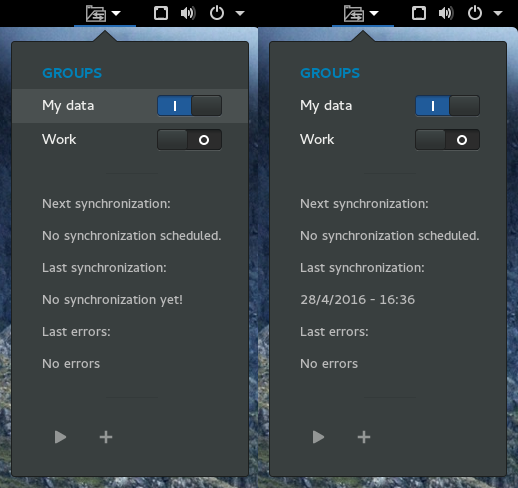 GROUPS
My data
Work
Next synchronization:
No synchronization scheduled.
Last synchronization:
No synchronization yet!
Last errors:
No errors
GROUPS
My data
Work
Next synchronization:
No synchronization scheduled.
Last synchronization:
28/4/2016 - 16:36
Last errors:
No errors